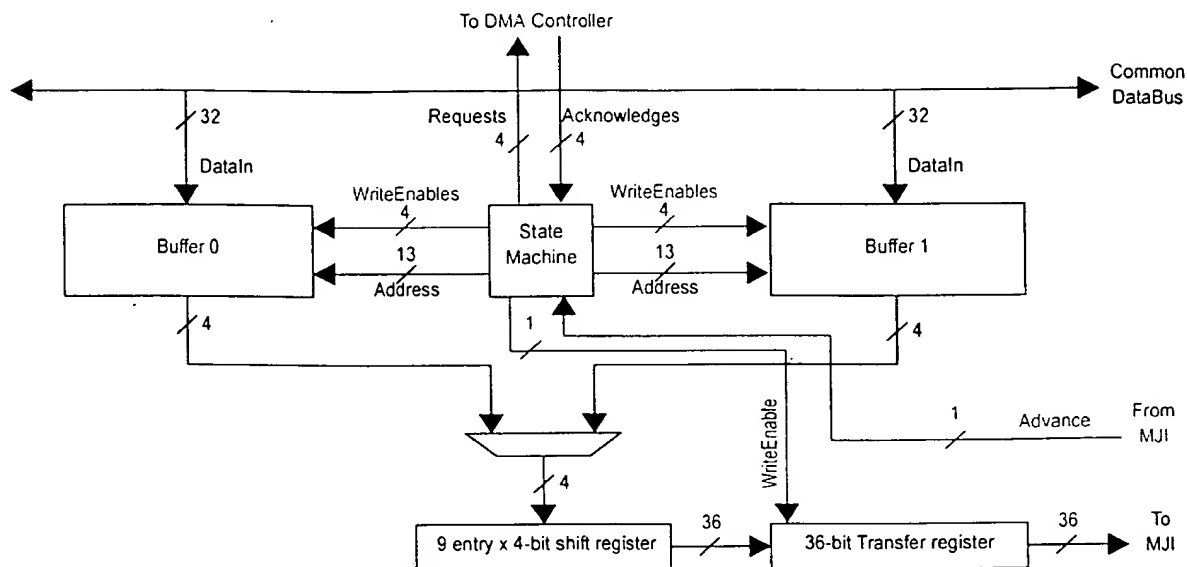 To DMA Controller
Common
DataBus
32
Requests
4
Acknowledges
4
32
DataIn
DataIn
WriteEnables
4
WriteEnables
4
Buffer 0
State
Machine
Buffer 1
13
Address
13
Address
4
1
4
WriteEnable
1
Advance
From
MJI
4
9 entry x 4-bit shift register
36
36-bit Transfer register
36
To
MJI